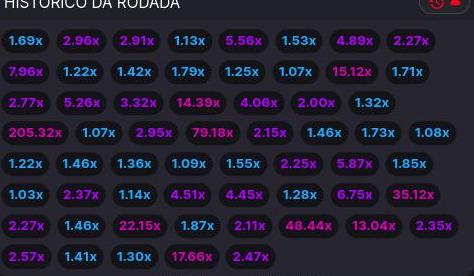 HISTÓRICO DA RODADA
1.69x 2.96x 2.91x 1.13x 5.56x 1.53x 4.89x 2.27x
7.96x 1.22x 1.42x 1.79x 1.25x 1.07x 15.12x 1.71x
2.77x 5.26x 3.32x 14.39x 4.06x 2.00x 1.32x
205.32x 1.07x 2.95x 79.18x 2.15x 1.46x 1.73x 1.08x
1.22x 1.46x 1.36x 1.09x 1.55x 2.25x 5.87x 1.85x
1.03x 2.37x 1.14x 4.51x 4.45x 1.28x 6.75x 35.12x
2.27x 1.46x 22.15x 1.87x 2.11x 48.44x 13.04x 2.35x
2.57x 1.41x 1.30x 17.66x 2.47x